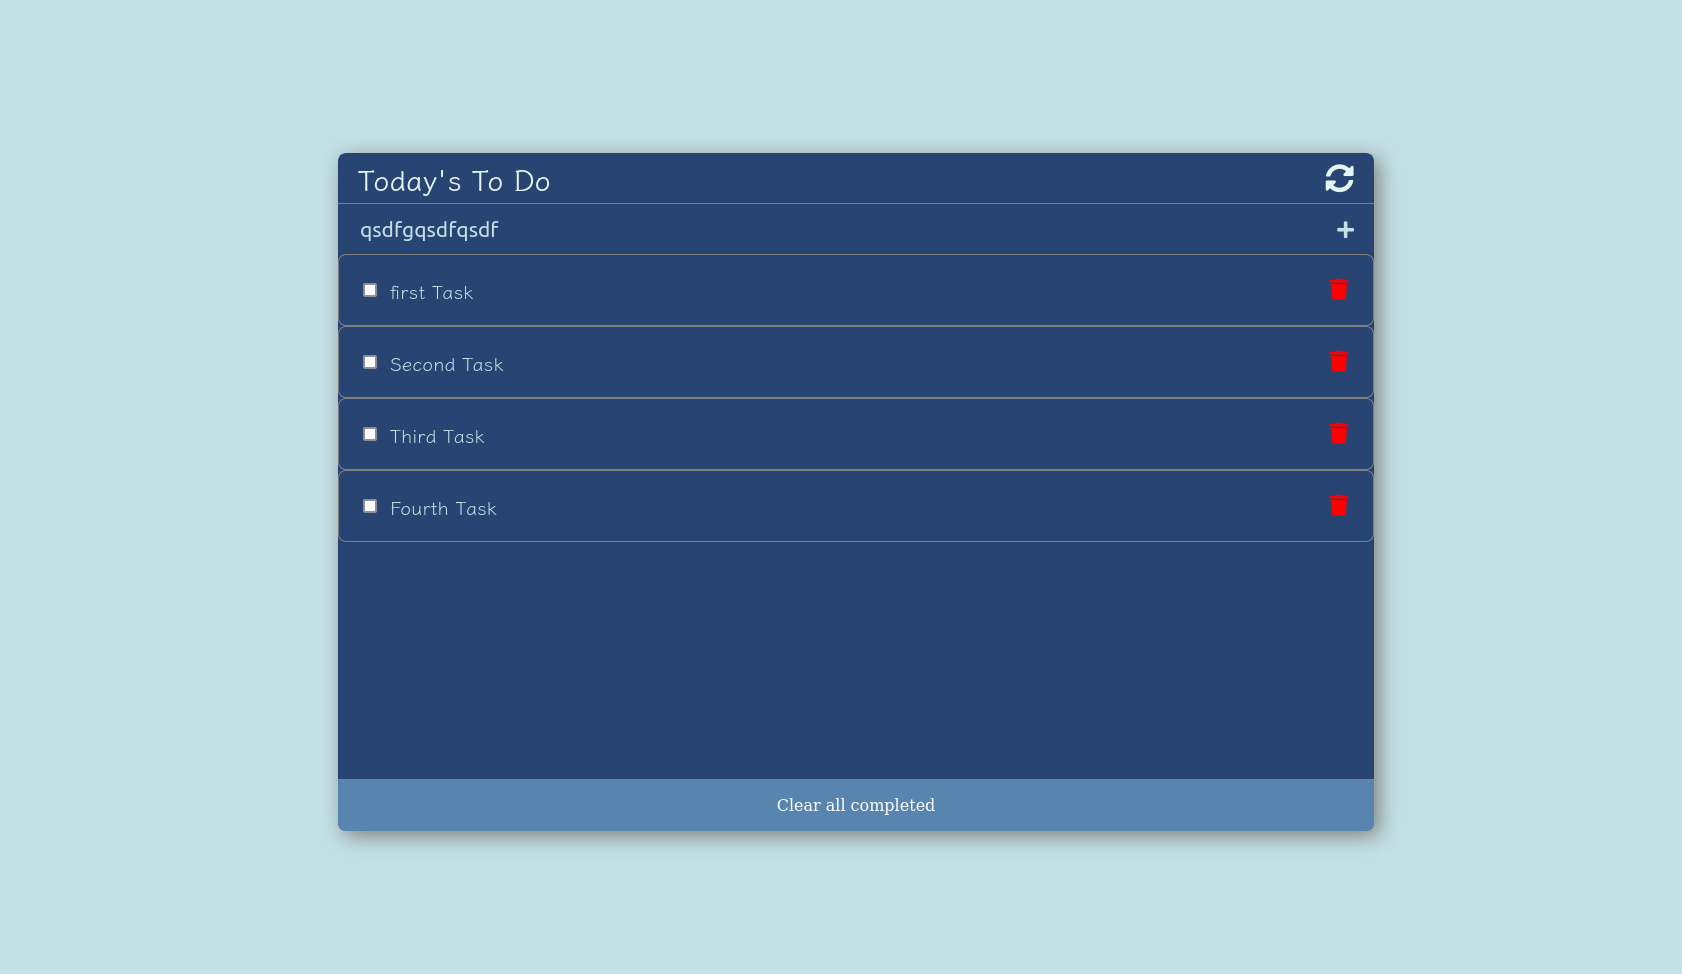 Today's To Do
qsdfgqsdfqsdf
first Task
Second Task
Third Task
Fourth Task
Clear all completed